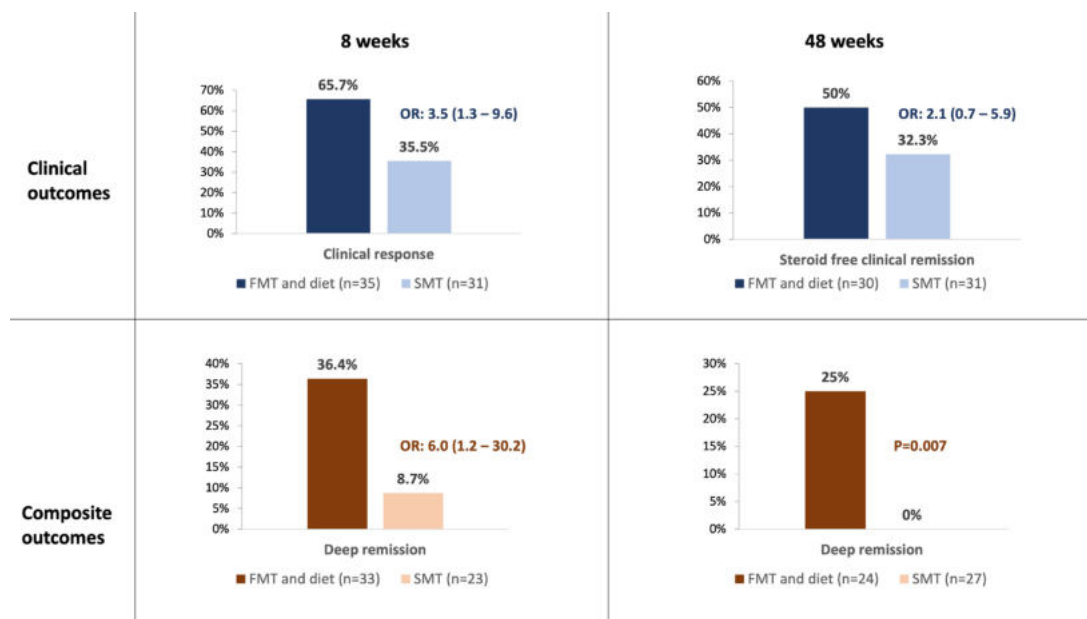 8 weeks
48 weeks
Clinical
outcomes
70%
60%
50%
40%
30%
20%
10%
0%
65.7%
35.5%
OR: 3.5 (1.3 – 9.6)
Clinical response
FMT and diet (n=35) SMT (n=31)
60%
50%
40%
30%
20%
10%
0%
50%
32.3%
OR: 2.1 (0.7 – 5.9)
Steroid free clinical remission
FMT and diet (n=30) SMT (n=31)
Composite
outcomes
40%
35%
30%
25%
20%
15%
10%
5%
0%
36.4%
8.7%
OR: 6.0 (1.2 – 30.2)
Deep remission
FMT and diet (n=33) SMT (n=23)
30%
25%
20%
15%
10%
5%
0%
25%
0%
P=0.007
Deep remission
FMT and diet (n=24) SMT (n=27)